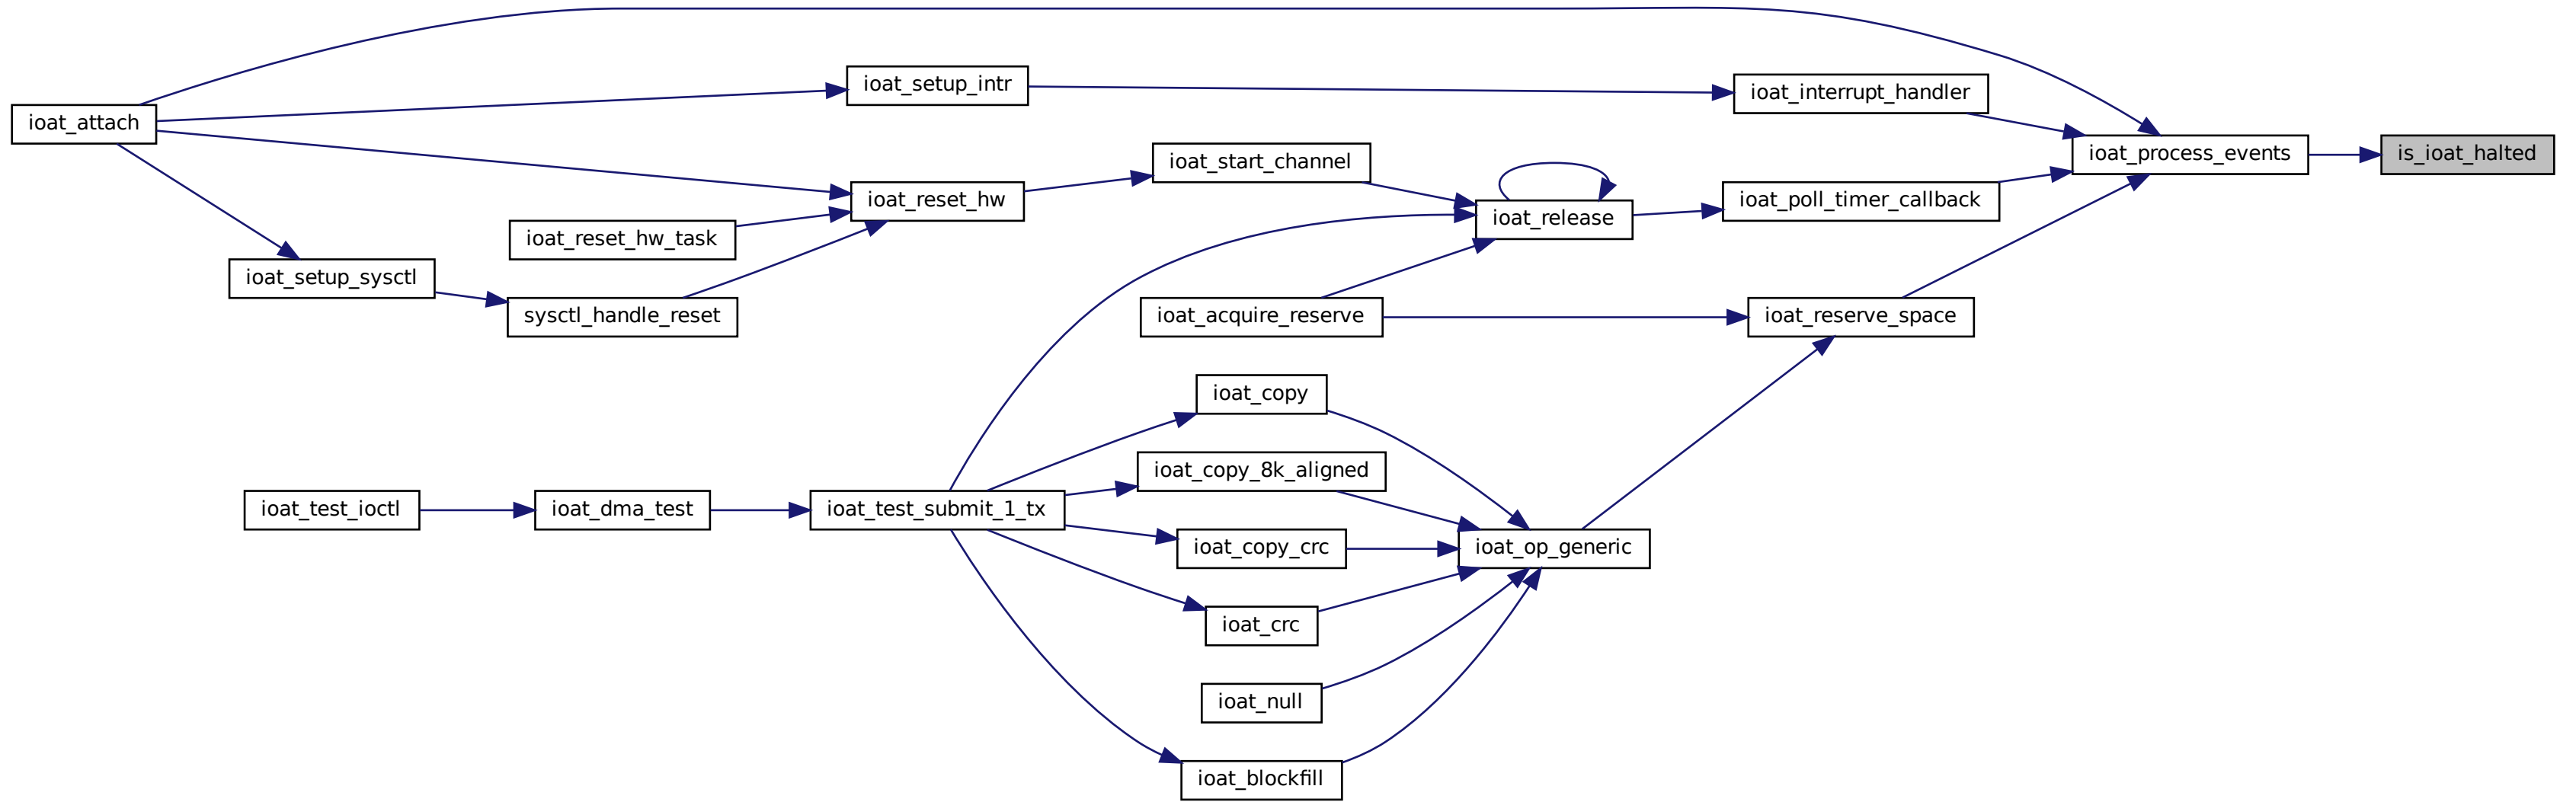 ioat_setup_intr
ioat_interrupt_handler
ioat_attach
ioat_process_events
is_ioat_halted
ioat_start_channel
ioat_reset_hw
ioat_poll_timer_callback
ioat_release
ioat_reset_hw_task
ioat_setup_sysctl
sysctl_handle_reset
ioat_acquire_reserve
ioat_reserve_space
ioat_copy
ioat_copy_8k_aligned
ioat_test_ioctl
ioat_dma_test
ioat_test_submit_1_tx
ioat_copy_crc
ioat_op_generic
ioat_crc
ioat_null
ioat_blockfill